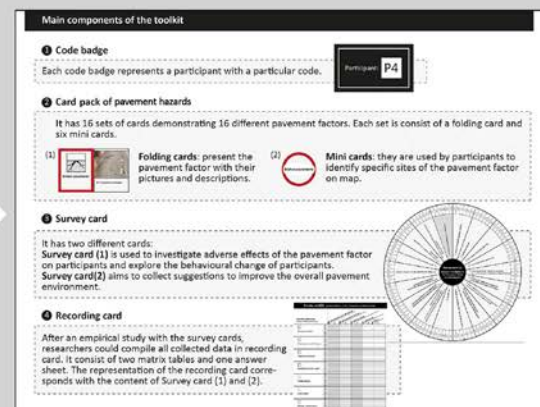 Main components of the toolkit
❶ Code badge
Each code badge represents a participant with a particular code.
Participant: P4
❷ Card pack of pavement hazards
It has 16 sets of cards demonstrating 16 different pavement factors. Each set is consist of a folding card and
six mini cards.
(1)
Folding cards: present the
pavement factor with their
pictures and descriptions.
(2)
Mini cards: they are used by participants to
identify specific sites of the pavement factor
on map.
❸ Survey card
It has two different cards:
Survey card (1) is used to investigate adverse effects of the pavement factor
on participants and explore the behavioural change of participants.
Survey card(2) aims to collect suggestions to improve the overall pavement
environment.
❹ Recording card
After an empirical study with the survey cards,
researchers could compile all collected data in recording
card. It consist of two matrix tables and one answer
sheet. The representation of the recording card corre-
sponds with the content of Survey card (1) and (2).